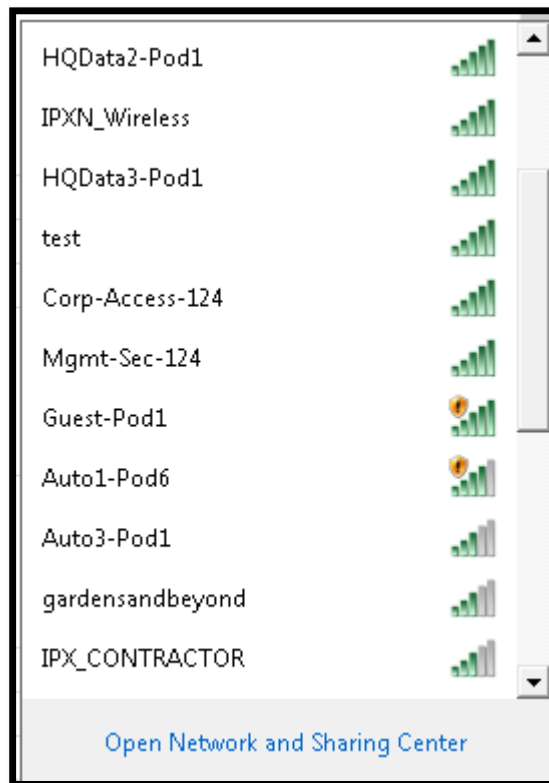 HQData2-Pod1
IPXN_Wireless
HQData3-Pod1
test
Corp-Access-124
Mgmt-Sec-124
Guest-Pod1
Auto1-Pod6
Auto3-Pod1
gardensandbeyond
IPX_CONTRACTOR
Open Network and Sharing Center